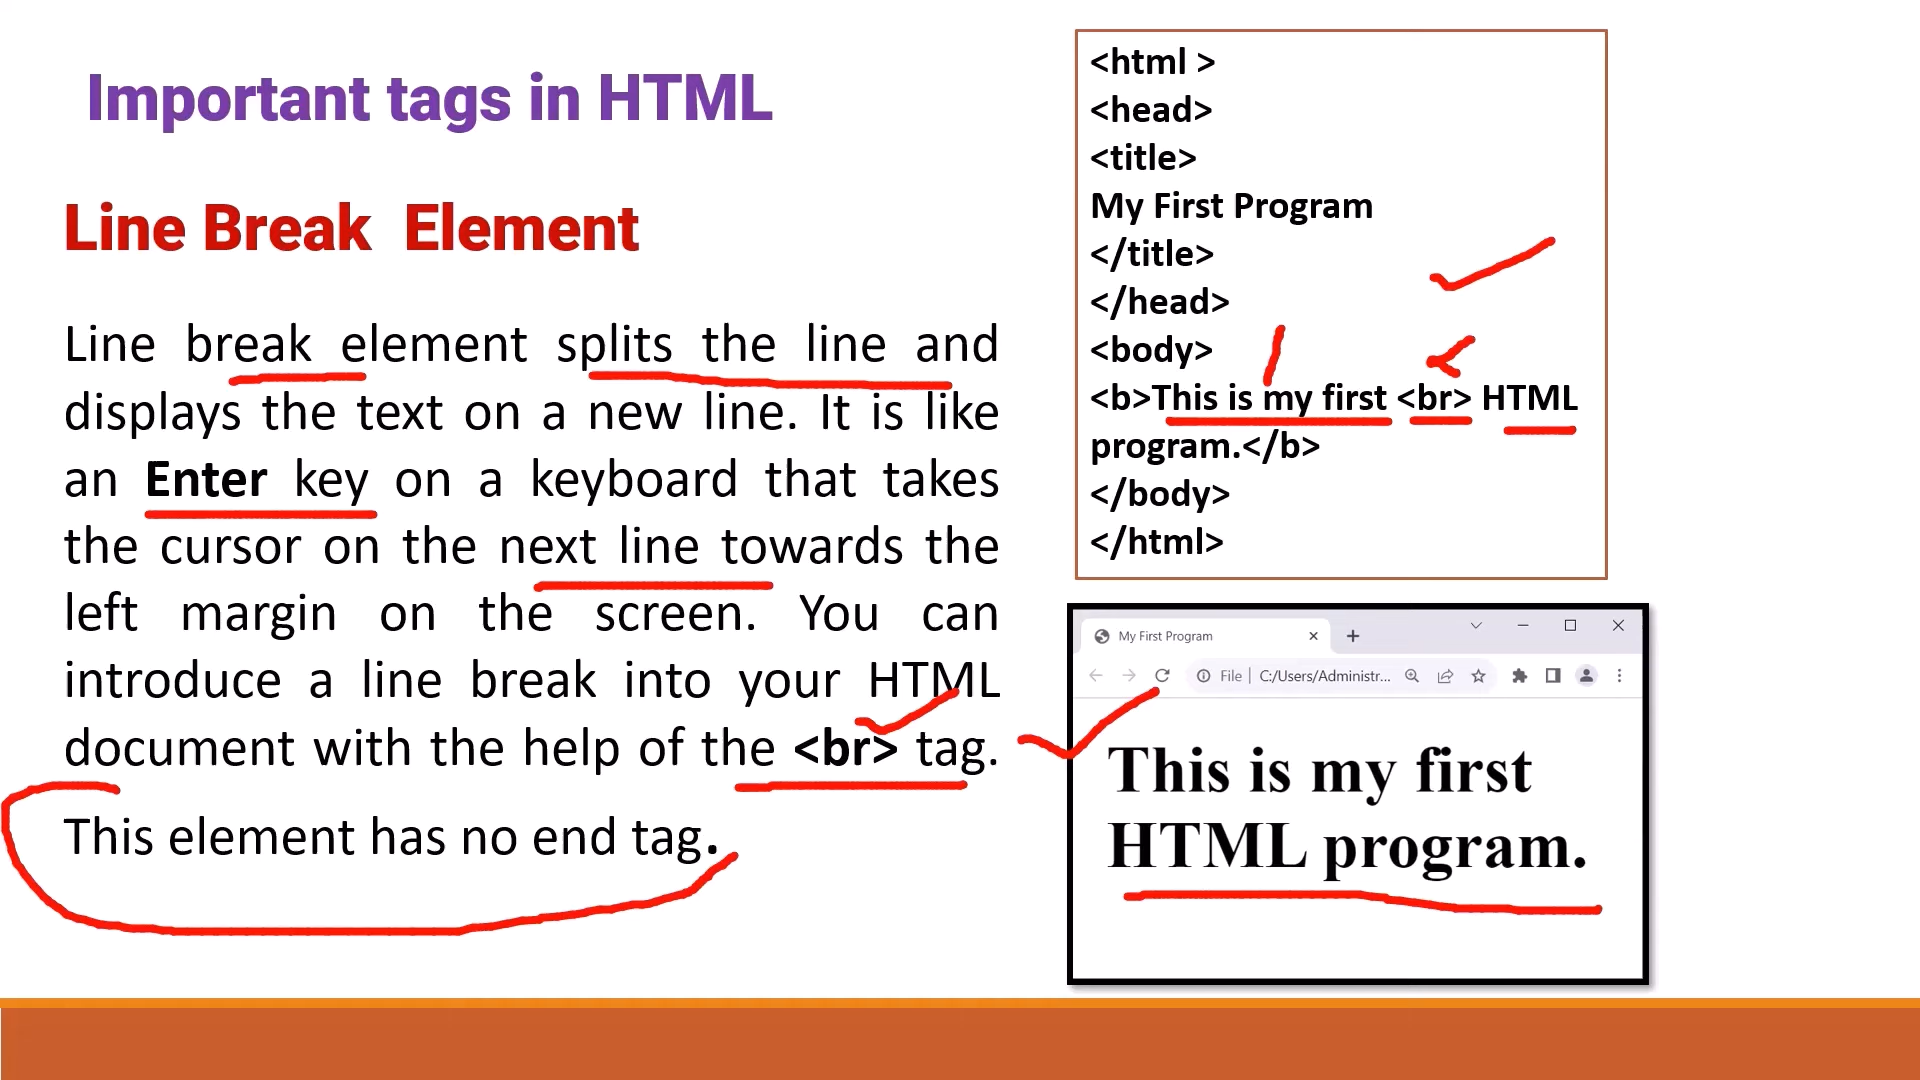 Important tags in HTML
Line Break Element
Line break element splits the line and
displays the text on a new line. It is like
an Enter key on a keyboard that takes
the cursor on the next line towards the
left margin on the screen. You can
introduce a line break into your HTML
document with the help of the <br> tag.
This element has no end tag.
<html >
<head>
<title>
My First Program
</title>
</head>
<body>
<b>This is my first <br> HTML
program.</b>
</body>
</html>
My First Program
File | C:/Users/Administr...
This is my first
HTML program.